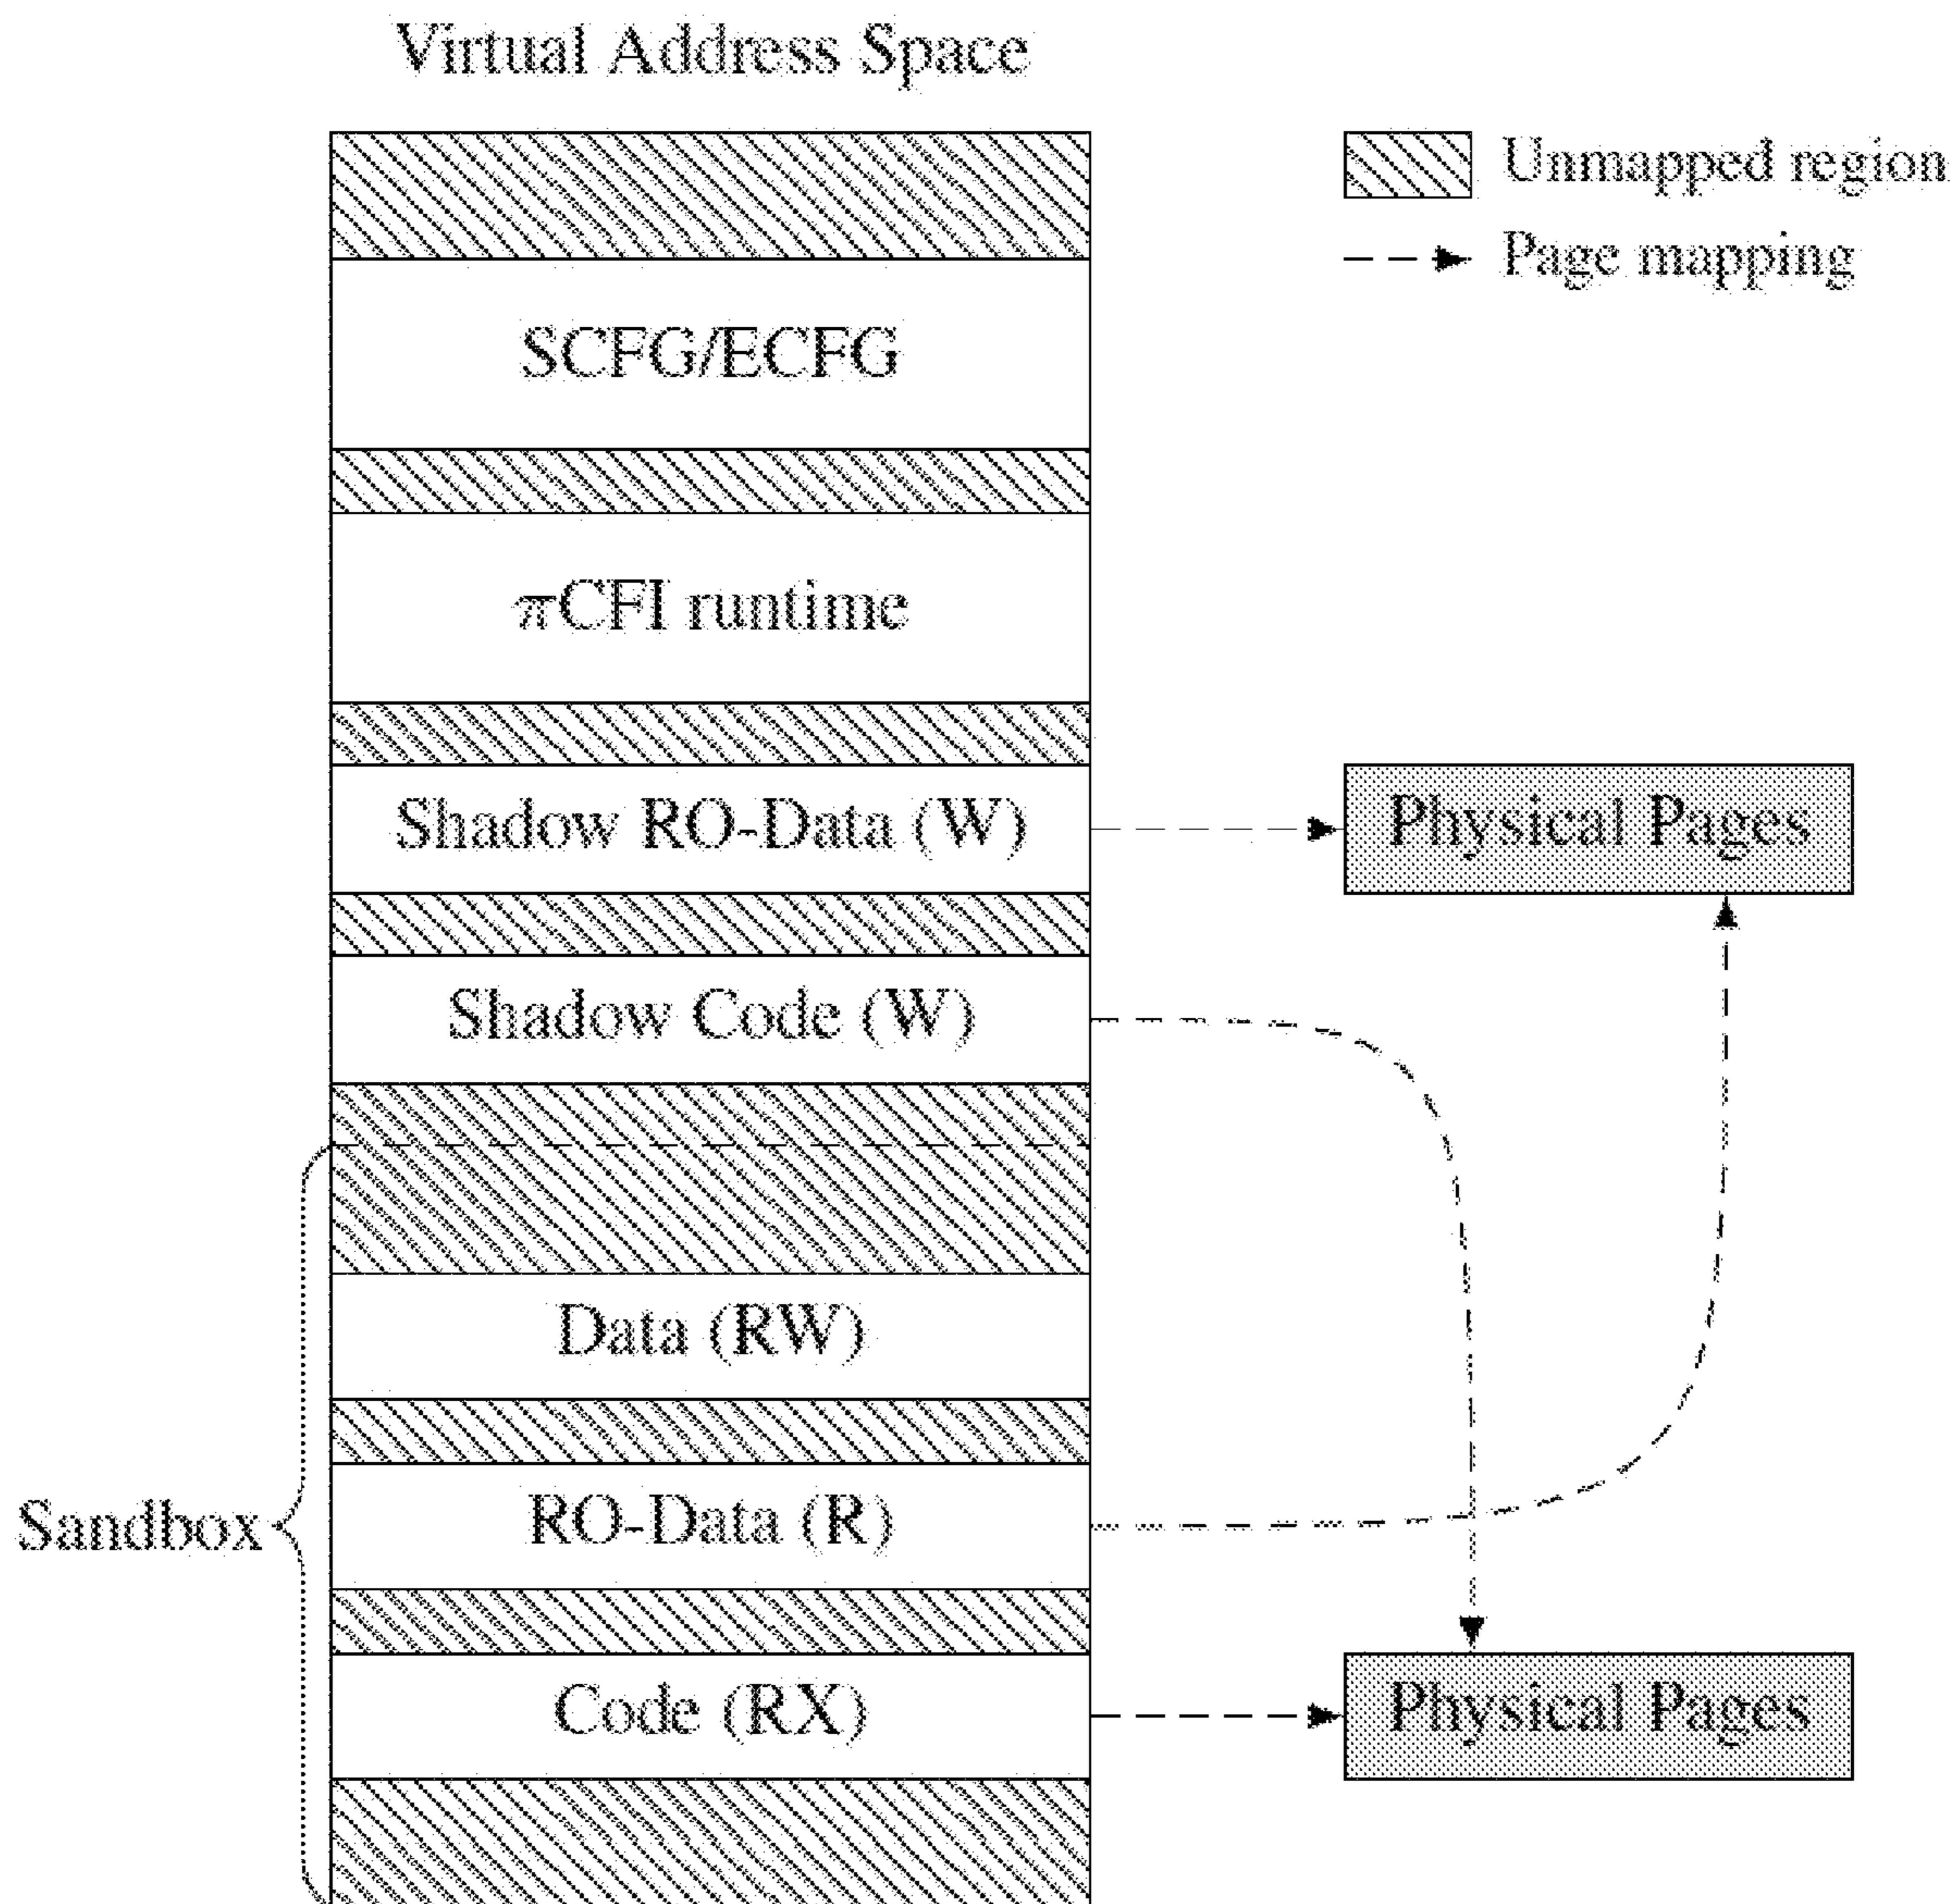 Virtual Address Space
Unmapped region
Page mapping
SCFG/ECFG
πCFI runtime
Shadow RO-Data (W)
Physical Pages
Shadow Code (W)
Data (RW)
Sandbox
RO-Data (R)
Code (RX)
Physical Pages